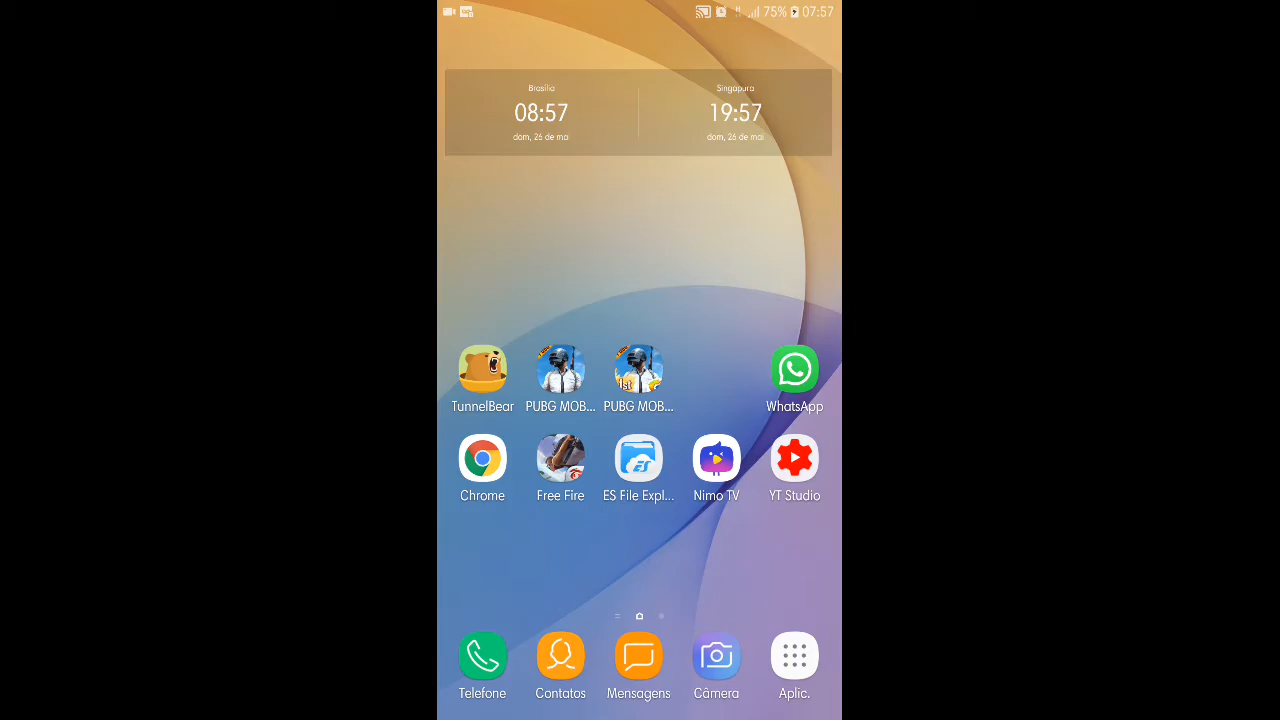 75% 07:57
Brasília
08:57
dom, 26 de mai
Singapura
19:57
dom, 26 de mai
TunnelBear
PUBG MOB...
PUBG MOB...
WhatsApp
Chrome
Free Fire
ES File Expl...
Nimo TV
YT Studio
Telefone
Contatos
Mensagens
Câmera
Aplic.